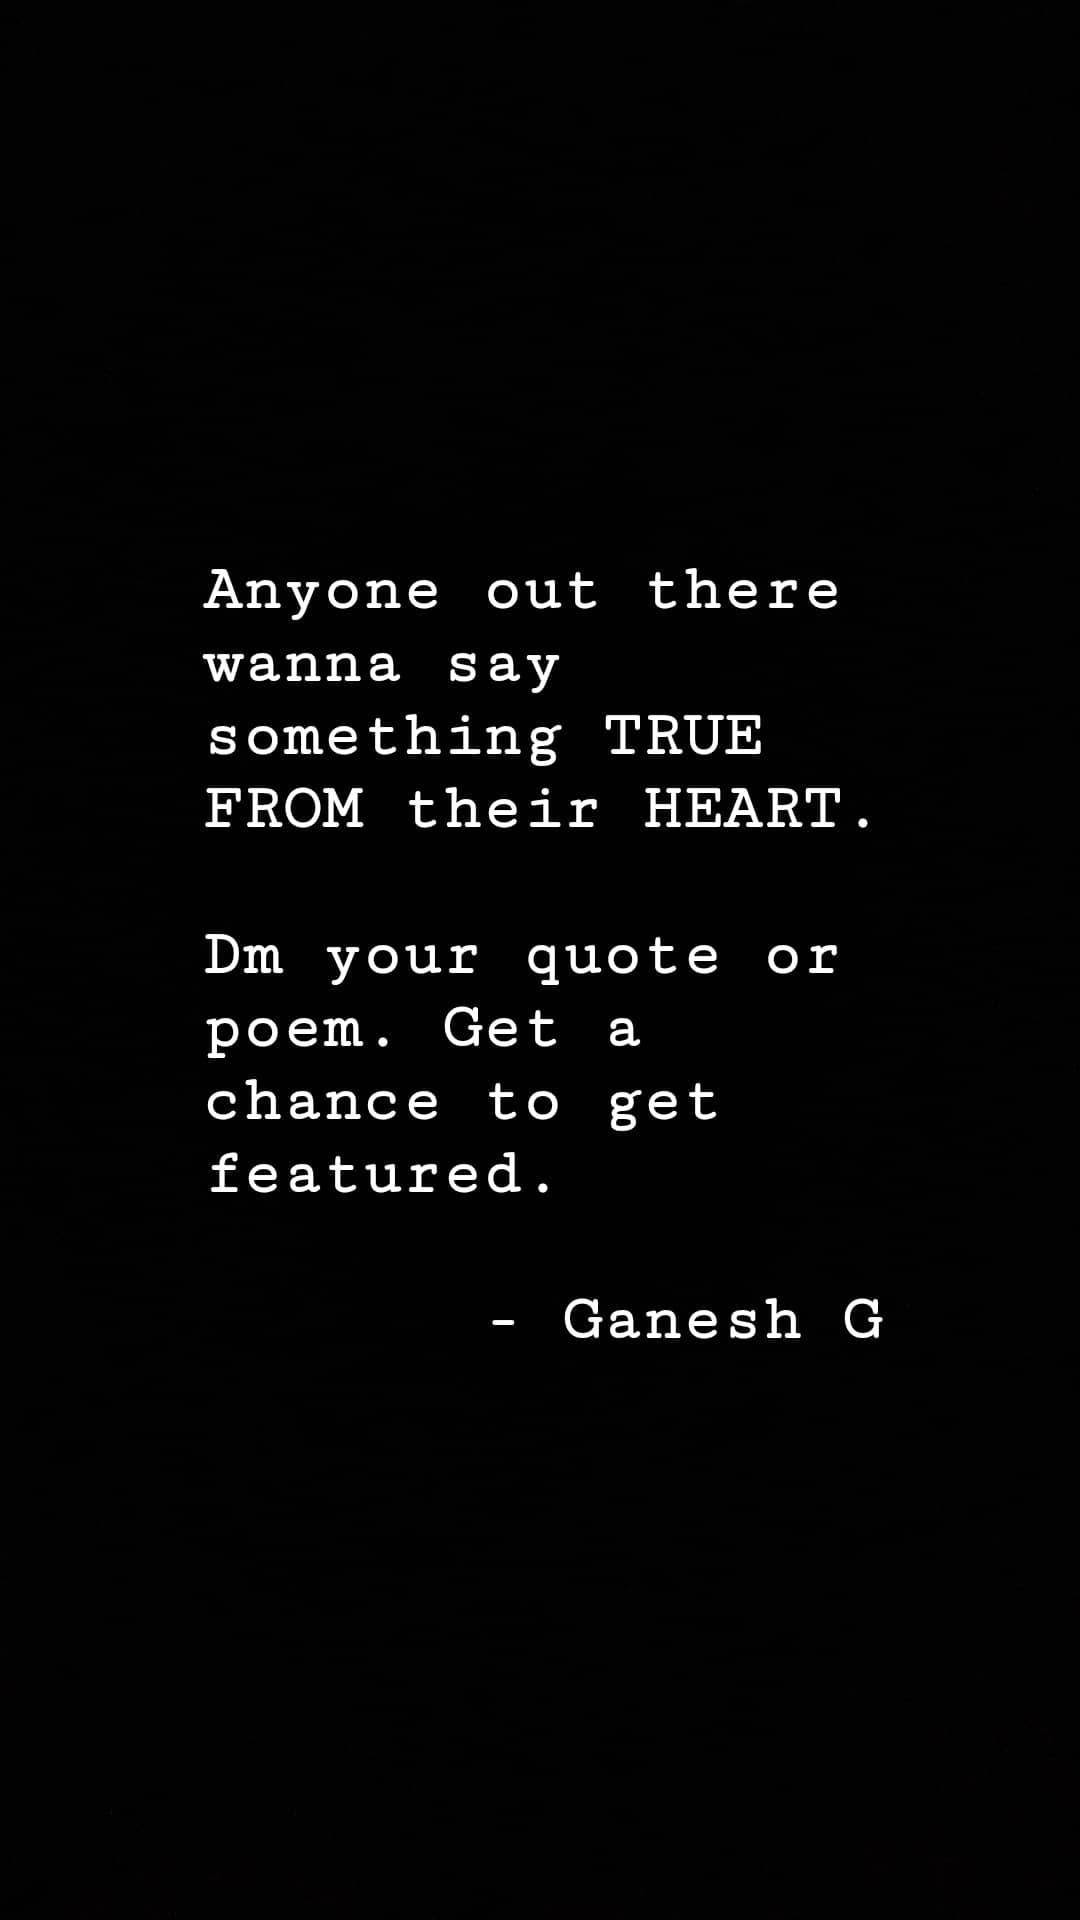 Anyone out there
wanna say
something TRUE
FROM their HEART.
Dm your quote or
poem. Get a
chance to get
featured.
- Ganesh G